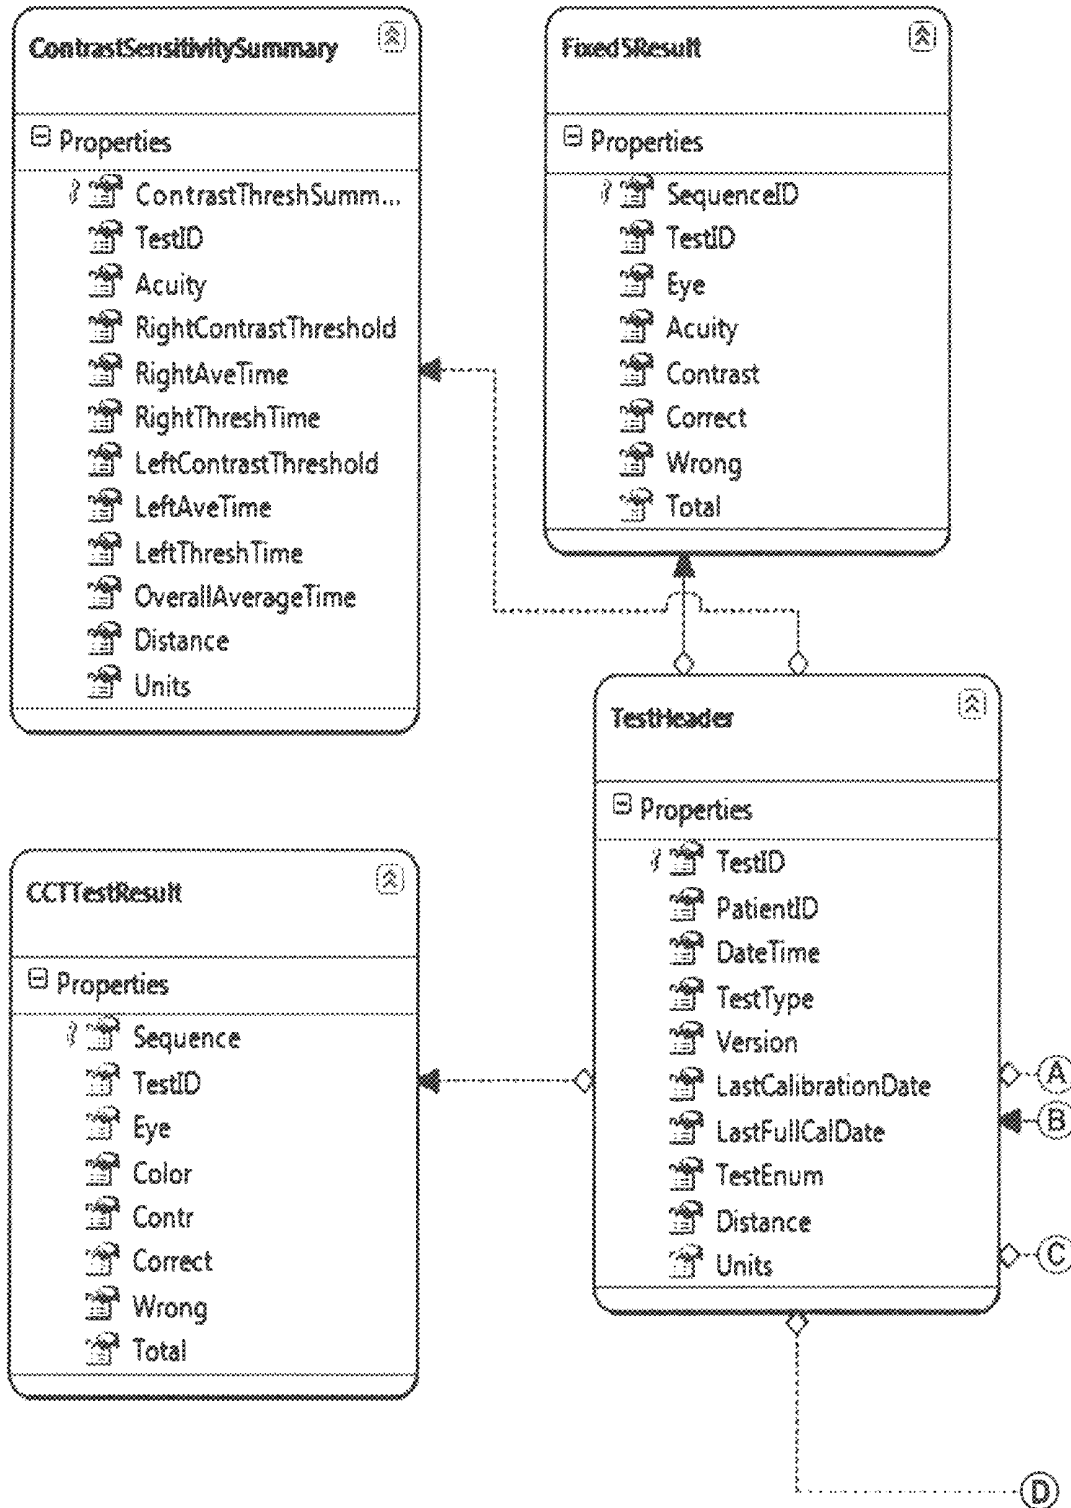 ContrastSensitivitySummary
Properties
ContrastThreshSumm...
TestID
Acuity
RightContrastThreshold
RightAveTime
RightThreshTime
LeftContrastThreshold
LeftAveTime
LeftThreshTime
OverallAverageTime
Distance
Units
Fixed5Result
Properties
SequenceID
TestID
Eye
Acuity
Contrast
Correct
Wrong
Total
TestHeader
Properties
TestID
PatientID
DateTime
TestType
Version
LastCalibrationDate
LastFullCalDate
TestEnum
Distance
Units
A
B
C
D
CCTTestResult
Properties
Sequence
TestID
Eye
Color
Contr
Correct
Wrong
Total